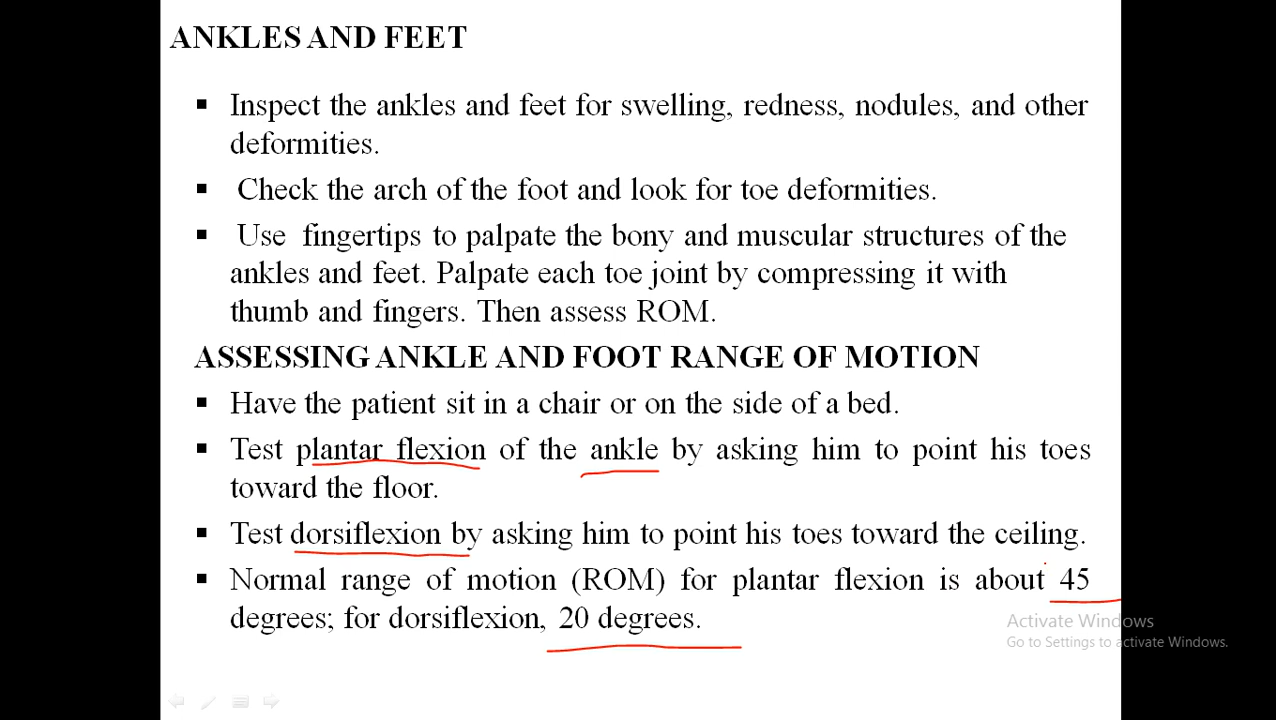 ANKLES AND FEET
▪ Inspect the ankles and feet for swelling, redness, nodules, and other
deformities.
▪ Check the arch of the foot and look for toe deformities.
▪ Use fingertips to palpate the bony and muscular structures of the
ankles and feet. Palpate each toe joint by compressing it with
thumb and fingers. Then assess ROM.
ASSESSING ANKLE AND FOOT RANGE OF MOTION
▪ Have the patient sit in a chair or on the side of a bed.
▪ Test plantar flexion of the ankle by asking him to point his toes
toward the floor.
▪ Test dorsiflexion by asking him to point his toes toward the ceiling.
▪ Normal range of motion (ROM) for plantar flexion is about 45
degrees; for dorsiflexion, 20 degrees.
Activate Windows
Go to Settings to activate Windows.